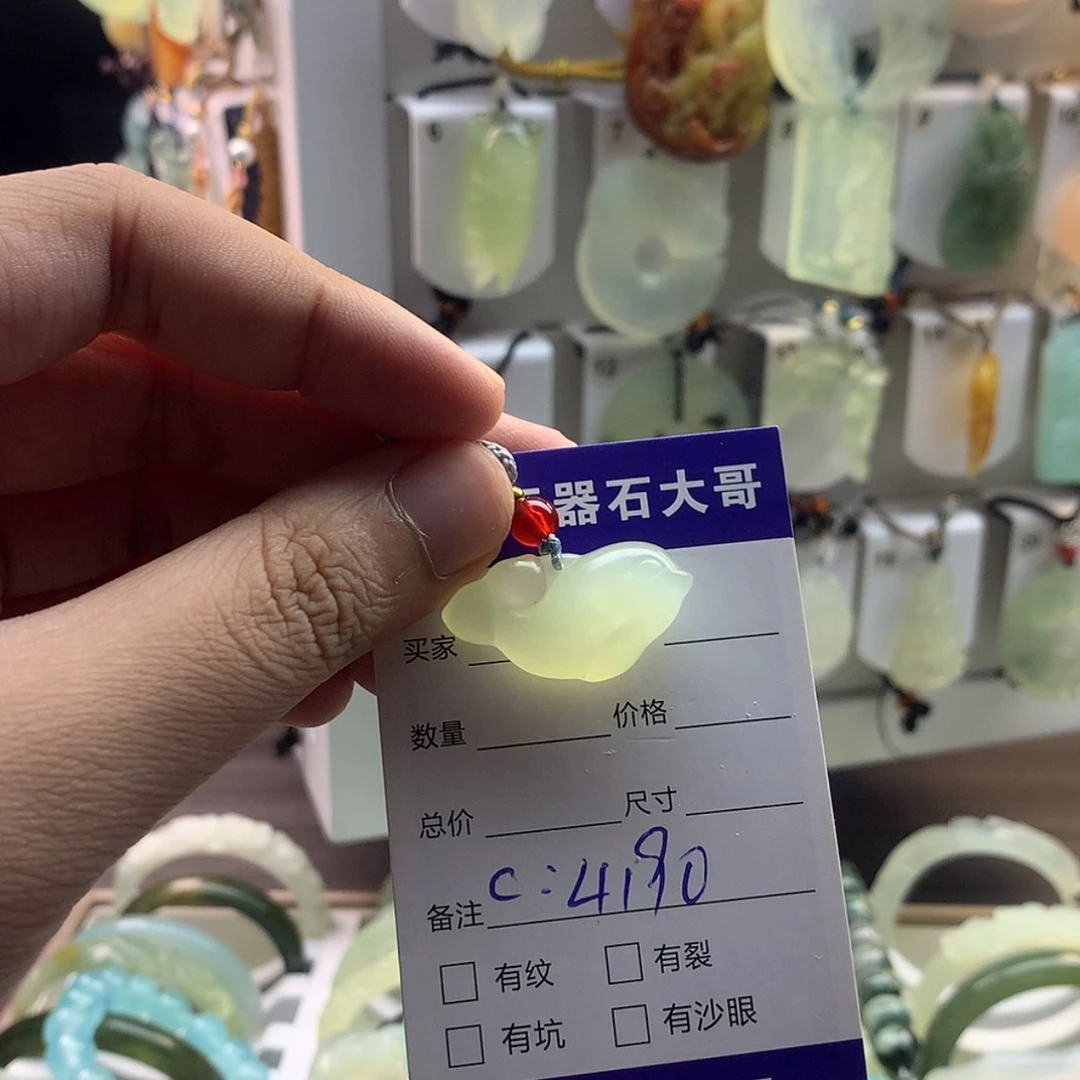 器石大哥
买家
数量 价格
总价 尺寸
备注 C:4190
有纹 有裂
有坑 有沙眼